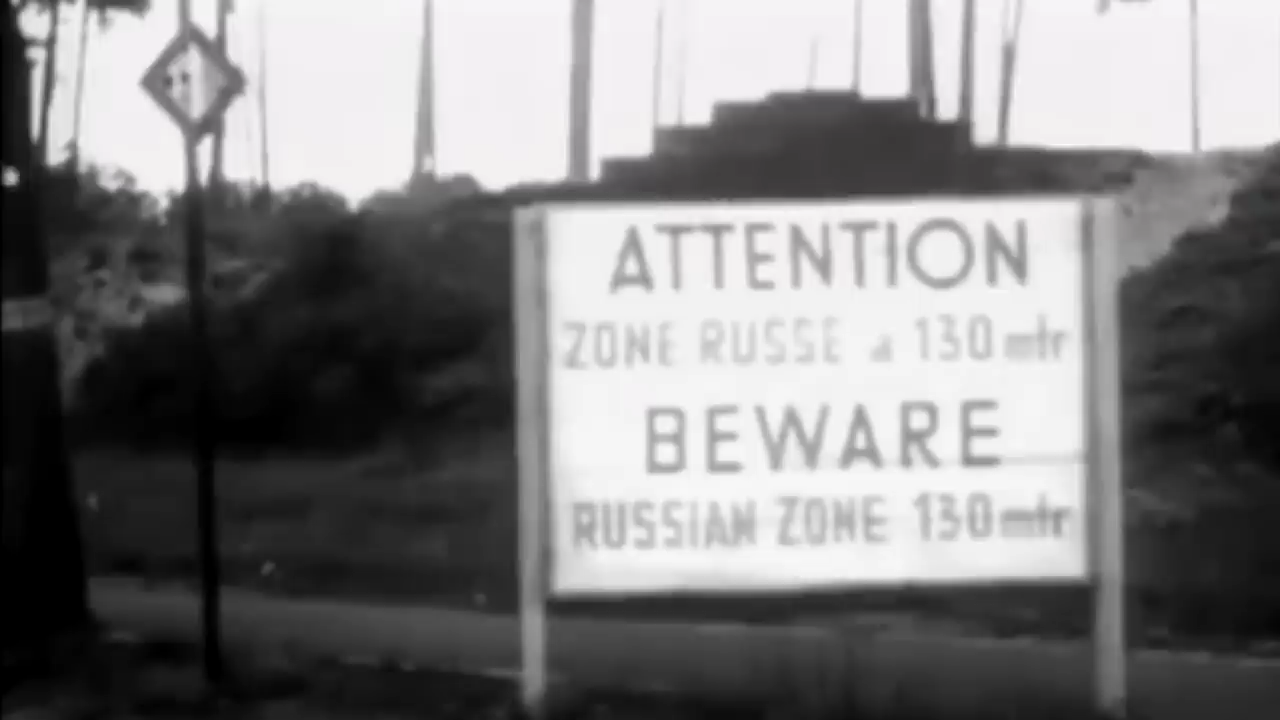 ATTENTION
ZONE RUSSE à 130 mtr
BEWARE
RUSSIAN ZONE 130 mtr